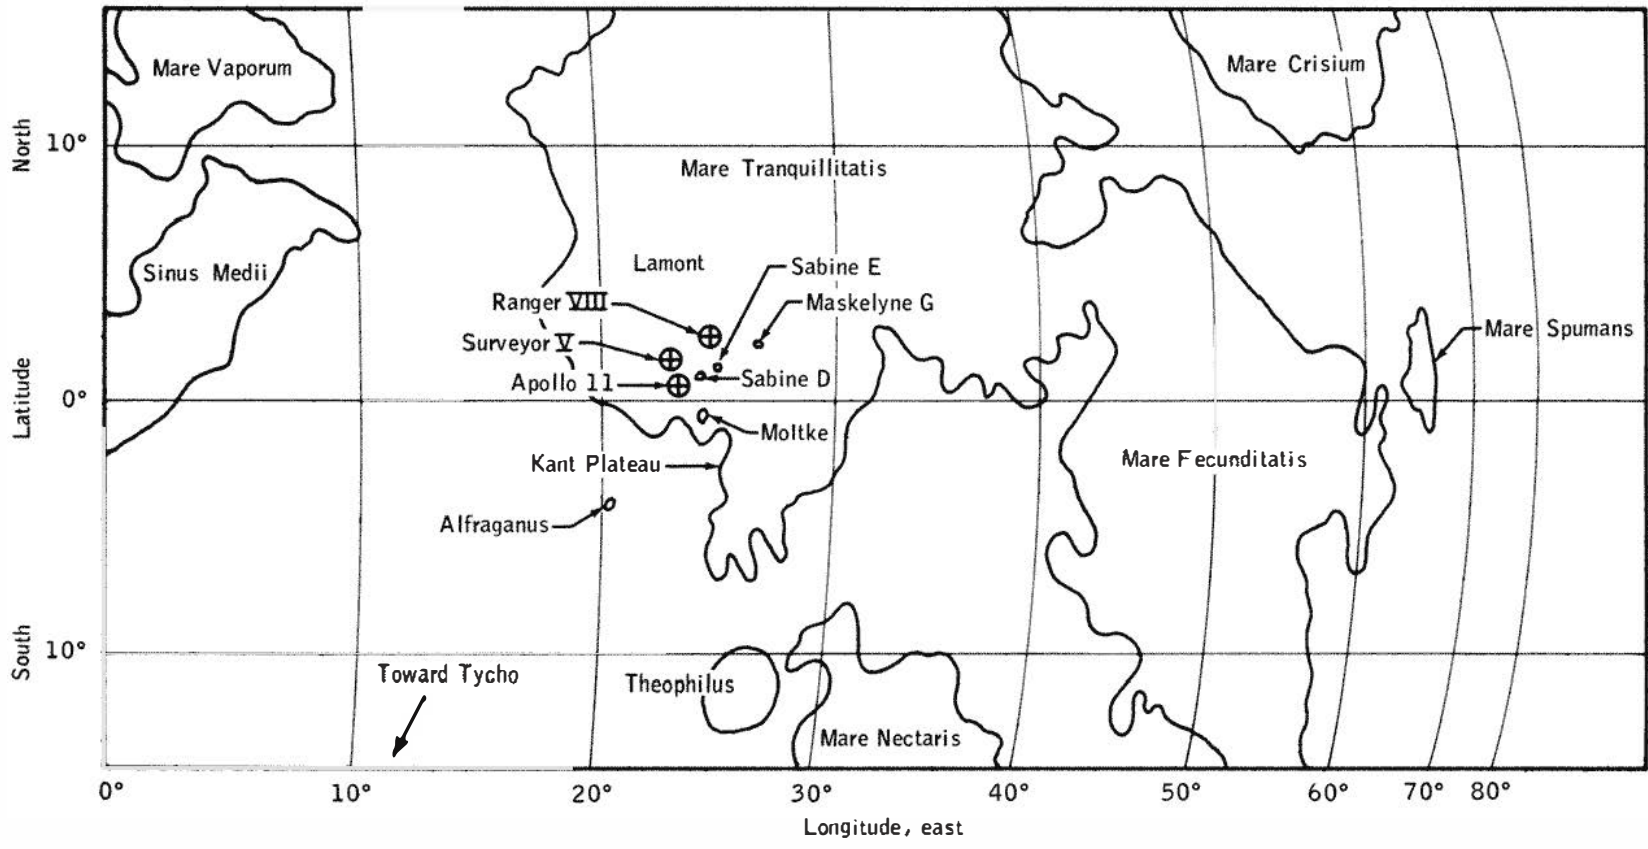 Mare Vaporum
Mare Crisium
North
10°
Mare Tranquillitatis
Sinus Medii
Lamont
Sabine E
Ranger VIII
Maskelyne G
Surveyor V
Mare Spumans
Apollo 11
Sabine D
Latitude
0°
Moltke
Kant Plateau
Mare Fecunditatis
Alfraganus
South
10°
Toward Tycho
Theophilus
Mare Nectaris
0° 10° 20° 30° 40° 50° 60° 70° 80°
Longitude, east